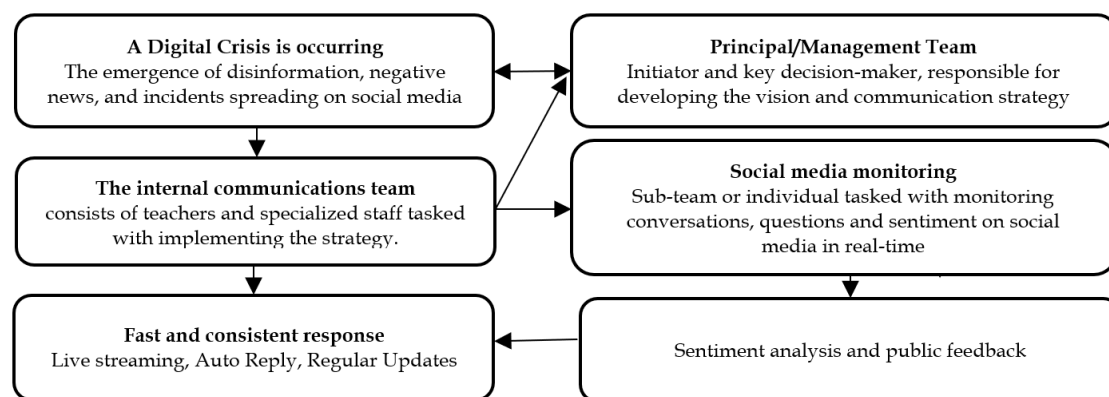 A Digital Crisis is occurring
The emergence of disinformation, negative
news, and incidents spreading on social media
Principal/Management Team
Initiator and key decision-maker, responsible for
developing the vision and communication strategy
The internal communications team
consists of teachers and specialized staff tasked
with implementing the strategy.
Social media monitoring
Sub-team or individual tasked with monitoring
conversations, questions and sentiment on social
media in real-time
Fast and consistent response
Live streaming, Auto Reply, Regular Updates
Sentiment analysis and public feedback